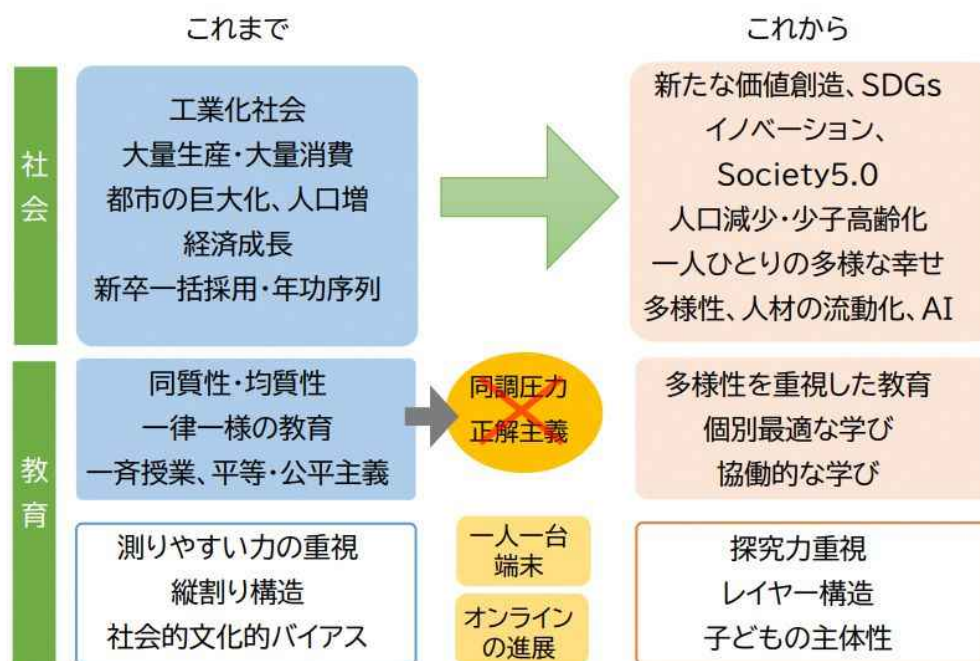 これまで
これから
社会
工業化社会
大量生産・大量消費
都市の巨大化、人口増
経済成長
新卒一括採用・年功序列
新たな価値創造、SDGs
イノベーション、
Society5.0
人口減少・少子高齢化
一人ひとりの多様な幸せ
多様性、人材の流動化、AI
教育
同質性・均質性
一律一様の教育
一斉授業、平等・公平主義
同調圧力
正解主義
多様性を重視した教育
個別最適な学び
協働的な学び
測りやすい力の重視
縦割り構造
社会的文化的バイアス
一人一台
端末
オンライン
の進展
探究力重視
レイヤー構造
子どもの主体性